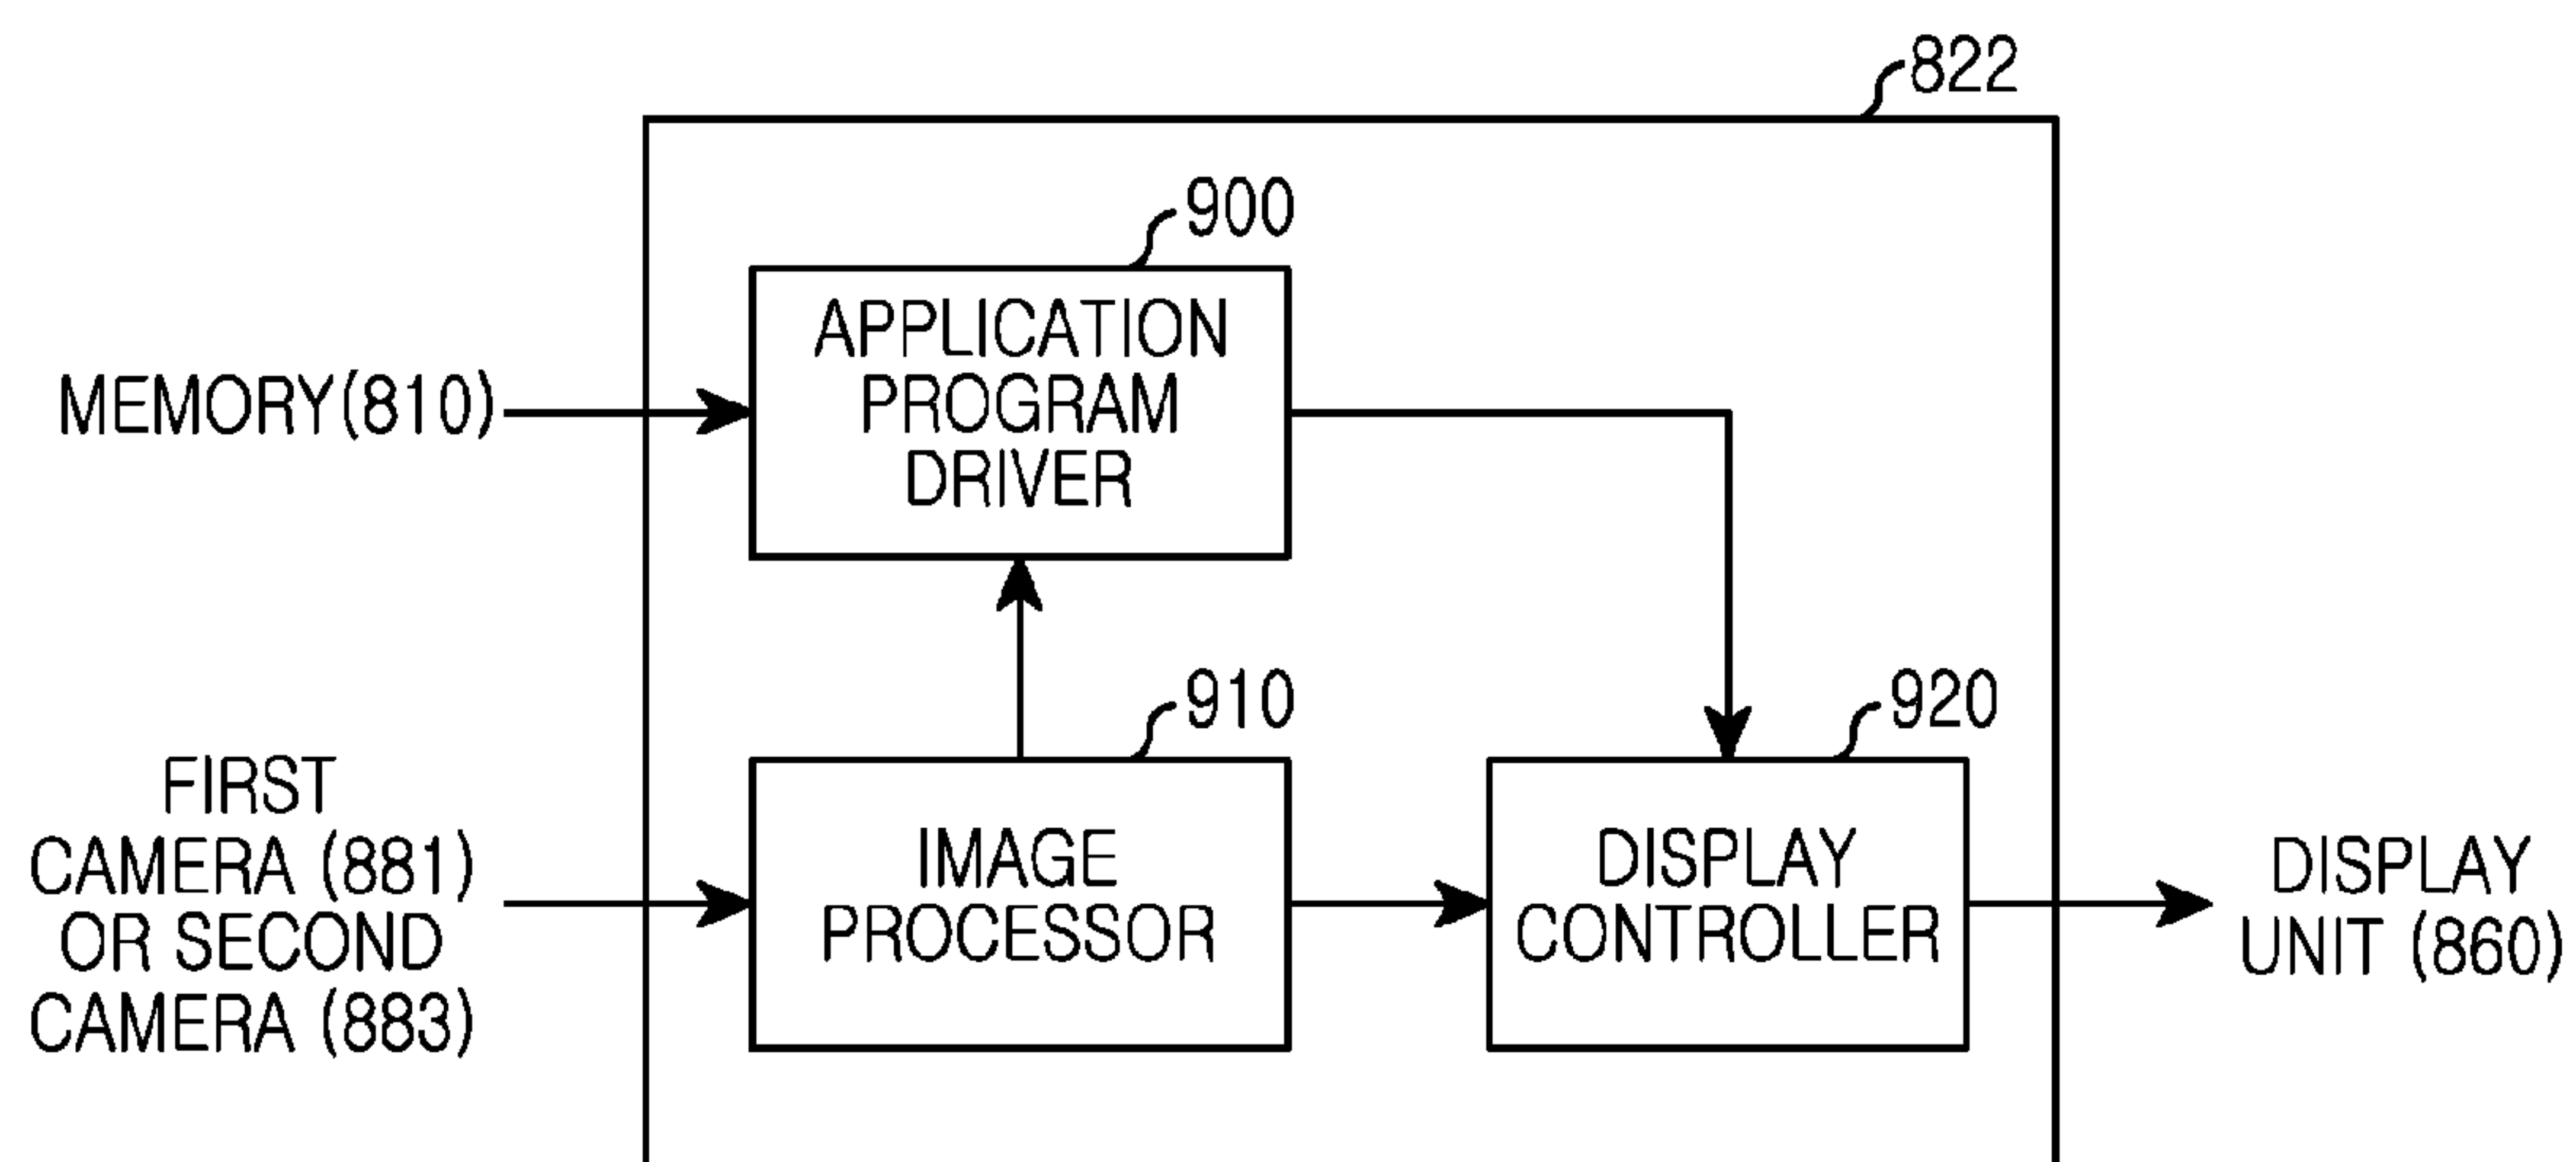 822
900
APPLICATION
PROGRAM
DRIVER
MEMORY(810)
910
920
FIRST
CAMERA (881)
OR SECOND
CAMERA (883)
IMAGE
PROCESSOR
DISPLAY
CONTROLLER
DISPLAY
UNIT (860)